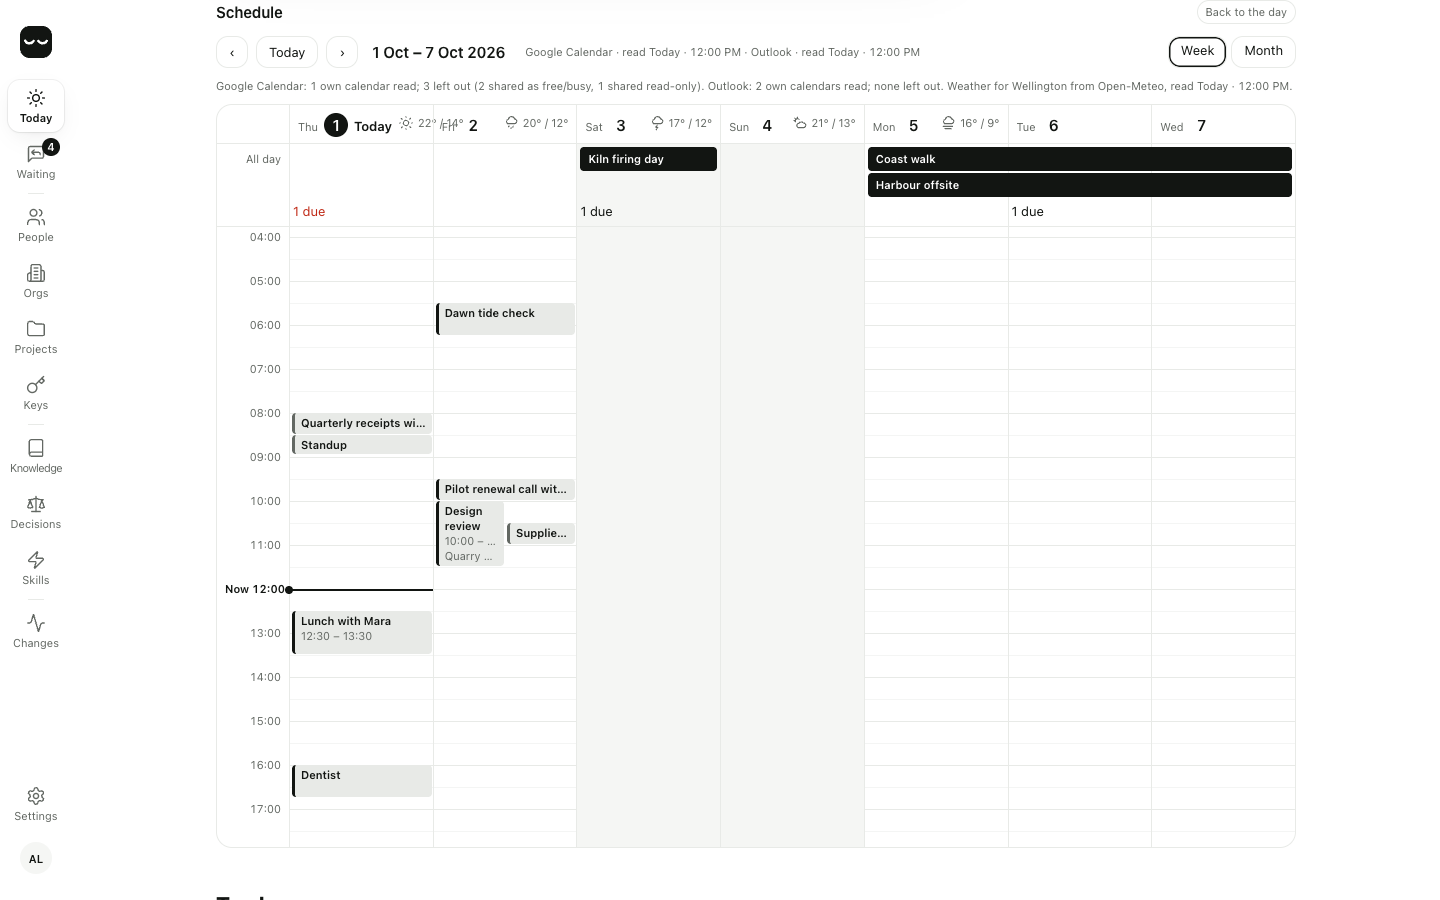 Schedule
Back to the day
‹ Today › 1 Oct – 7 Oct 2026 Google Calendar · read Today · 12:00 PM · Outlook · read Today · 12:00 PM Week Month
Google Calendar: 1 own calendar read; 3 left out (2 shared as free/busy, 1 shared read-only). Outlook: 2 own calendars read; none left out. Weather for Wellington from Open-Meteo, read Today · 12:00 PM.
Thu 1 Today 22° / 14° Fri 2 20° / 12° Sat 3 17° / 12° Sun 4 21° / 13° Mon 5 16° / 9° Tue 6 Wed 7
All day
Kiln firing day
Coast walk
Harbour offsite
1 due
1 due
1 due
04:00
05:00
Dawn tide check
06:00
07:00
08:00
Quarterly receipts wi...
Standup
09:00
Pilot renewal call wit...
10:00
Design
review
10:00 – ...
Quarry ...
Supplie...
11:00
Now 12:00
Lunch with Mara
12:30 – 13:30
13:00
14:00
15:00
16:00
Dentist
17:00
Today
4
Waiting
People
Orgs
Projects
Keys
Knowledge
Decisions
Skills
Changes
Settings
AL